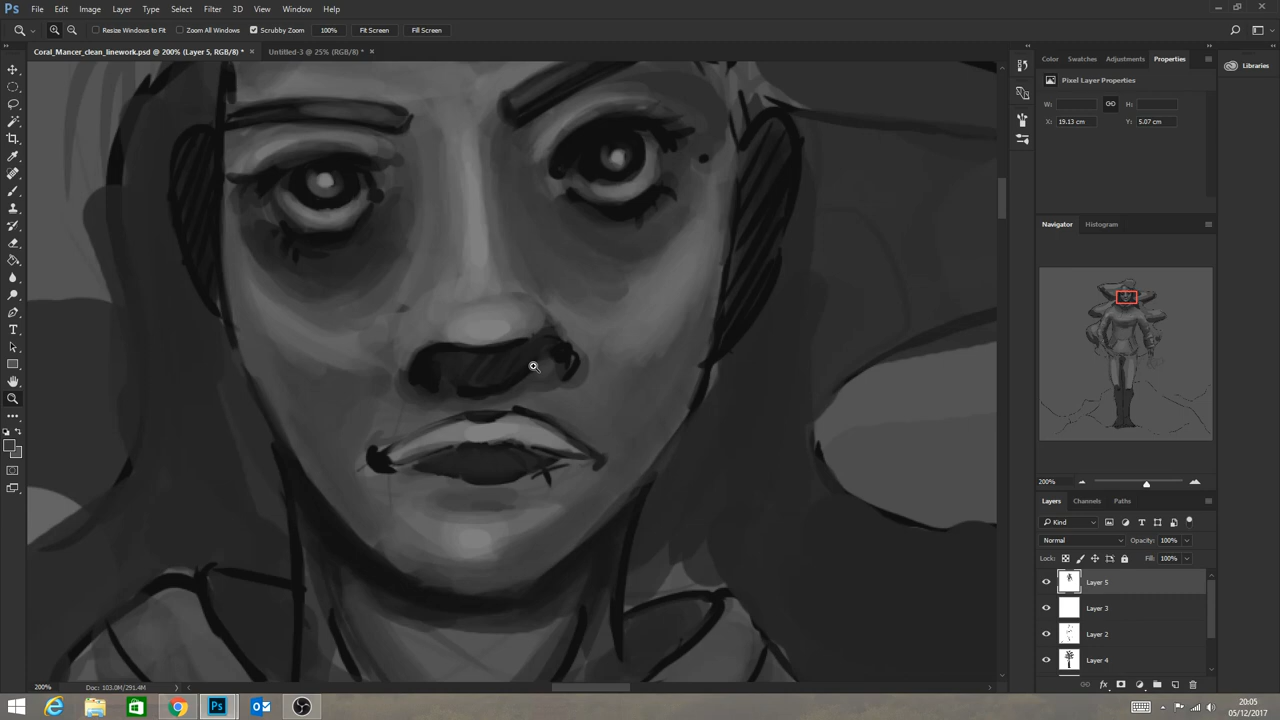 Ps File Edit Image Layer Type Select Filter 3D View Window Help
Resize Windows to Fit Zoom All Windows Scrubby Zoom 100% Fit Screen Fill Screen
Coral_Mancer_clean_linework.psd @ 200% (Layer 5, RGB/8) * × Untitled-3 @ 25% (RGB/8) * ×
Color Swatches Adjustments Properties
Libraries
Pixel Layer Properties
W: H:
X: 19.13 cm Y: 5.07 cm
Navigator Histogram
200%
Layers Channels Paths
Kind
Normal Opacity: 100%
Lock: Fill: 100%
Layer 5
Layer 3
Layer 2
Layer 4
200% Doc: 103.0M/291.4M
Ps
20:05
05/12/2017